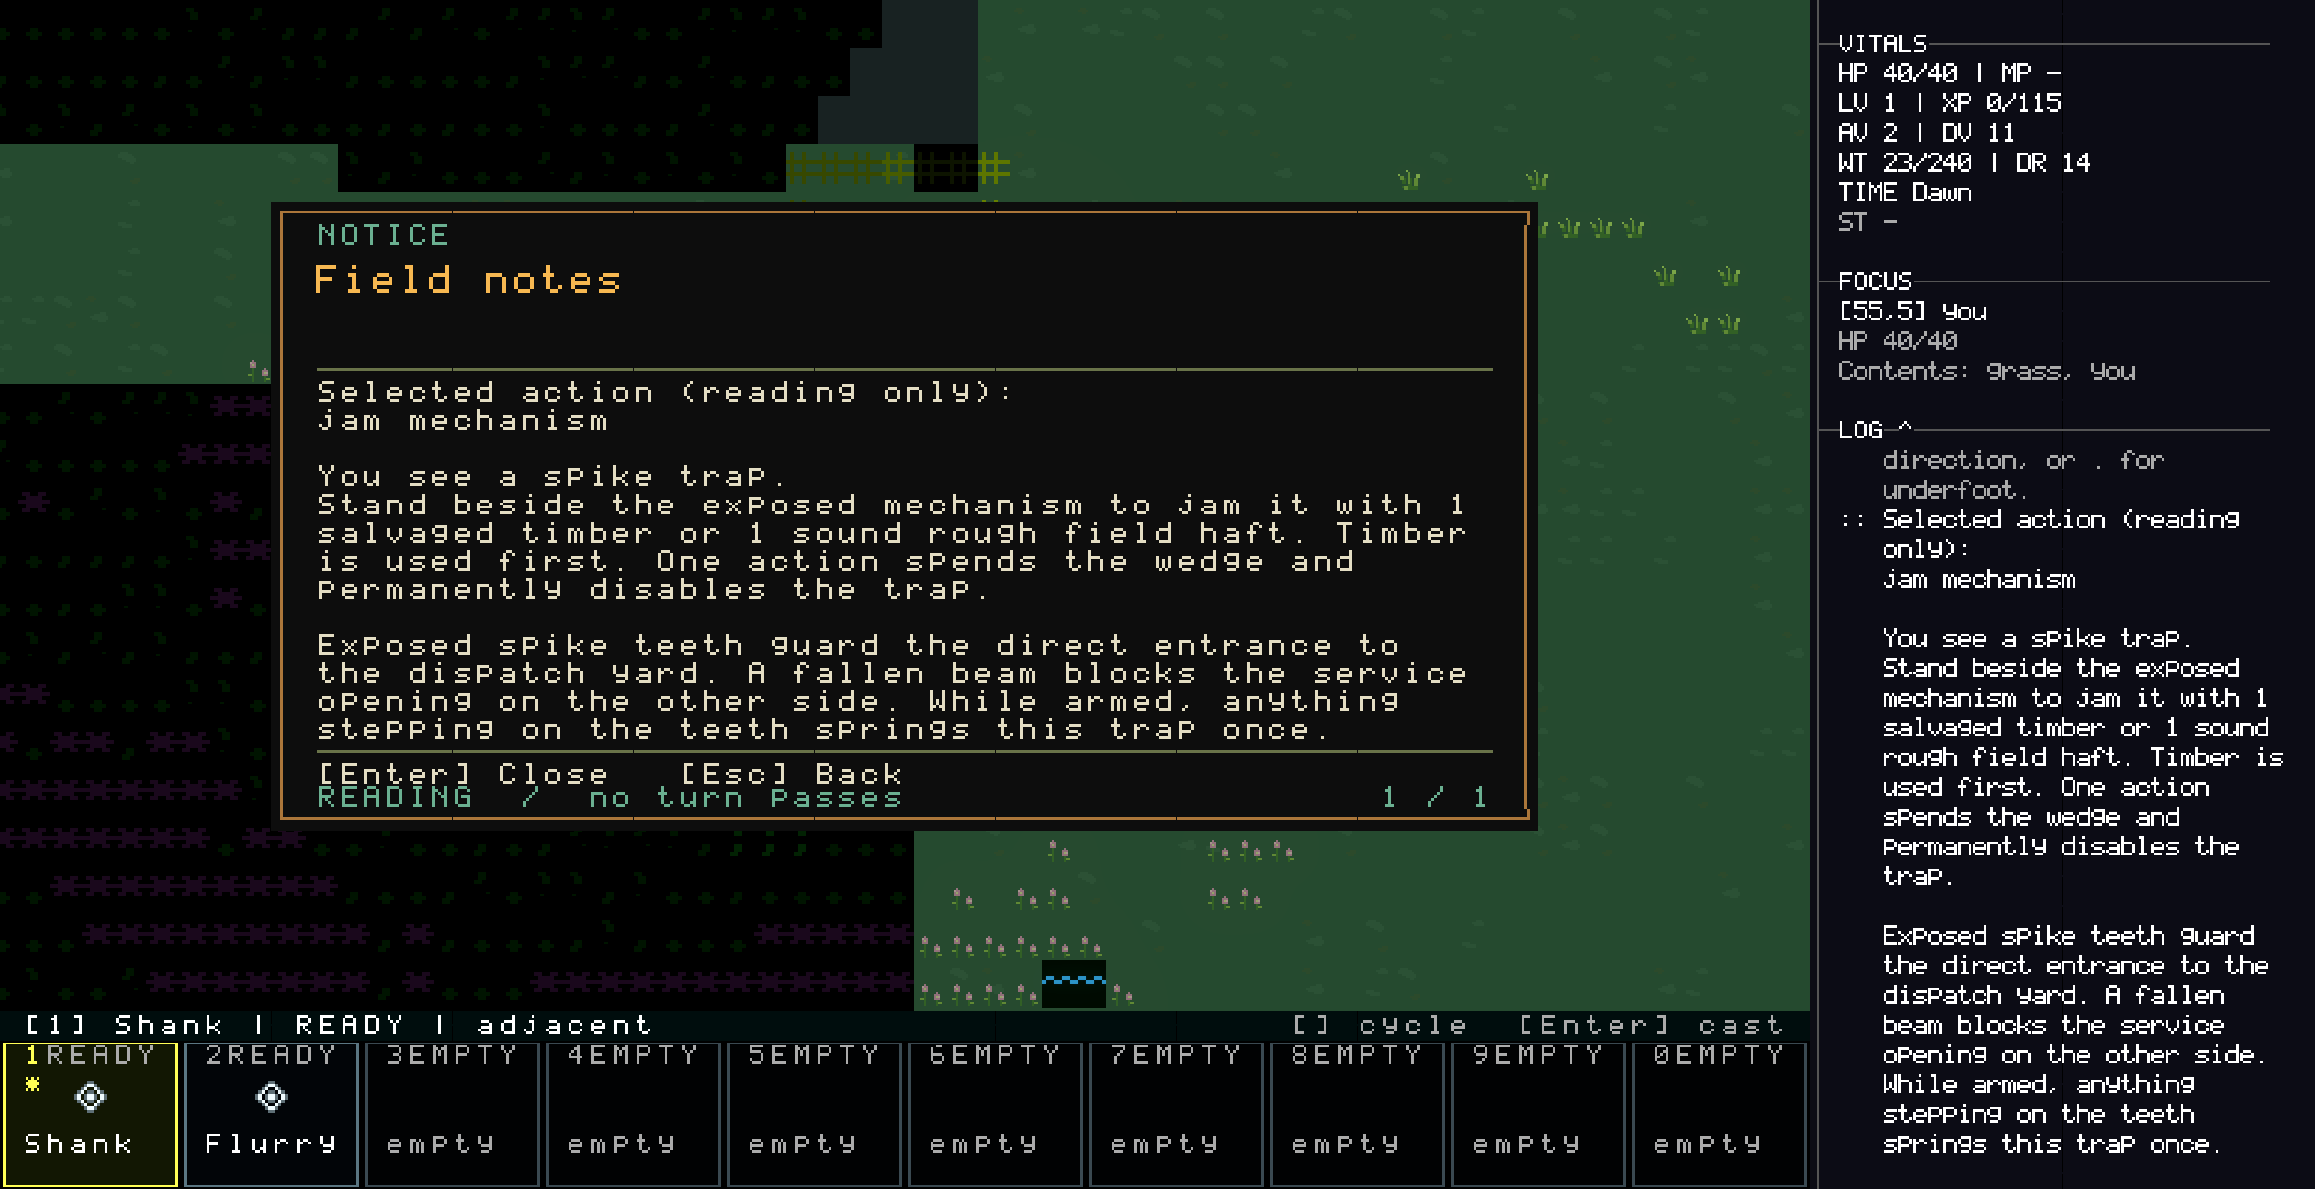 NOTICE
Field notes
Selected action (reading only):
jam mechanism
You see a spike trap.
Stand beside the exposed mechanism to jam it with 1
salvaged timber or 1 sound rough field haft. Timber
is used first. One action spends the wedge and
permanently disables the trap.
Exposed spike teeth guard the direct entrance to
the dispatch yard. A fallen beam blocks the service
opening on the other side. While armed, anything
stepping on the teeth springs this trap once.
[Enter] Close [Esc] Back
READING / no turn passes 1 / 1
[1] Shank | READY | adjacent [] cycle [Enter] cast
1READY 2READY 3EMPTY 4EMPTY 5EMPTY 6EMPTY 7EMPTY 8EMPTY 9EMPTY 0EMPTY
*
Shank Flurry empty empty empty empty empty empty empty empty
VITALS
HP 40/40 | MP -
LV 1 | XP 0/115
AV 2 | DV 11
WT 23/240 | DR 14
TIME Dawn
ST -
FOCUS
[55,5] you
HP 40/40
Contents: grass, you
LOG ^
direction, or . for
underfoot.
:: Selected action (reading
only):
jam mechanism
You see a spike trap.
Stand beside the exposed
mechanism to jam it with 1
salvaged timber or 1 sound
rough field haft. Timber is
used first. One action
spends the wedge and
permanently disables the
trap.
Exposed spike teeth guard
the direct entrance to the
dispatch yard. A fallen
beam blocks the service
opening on the other side.
While armed, anything
stepping on the teeth
springs this trap once.